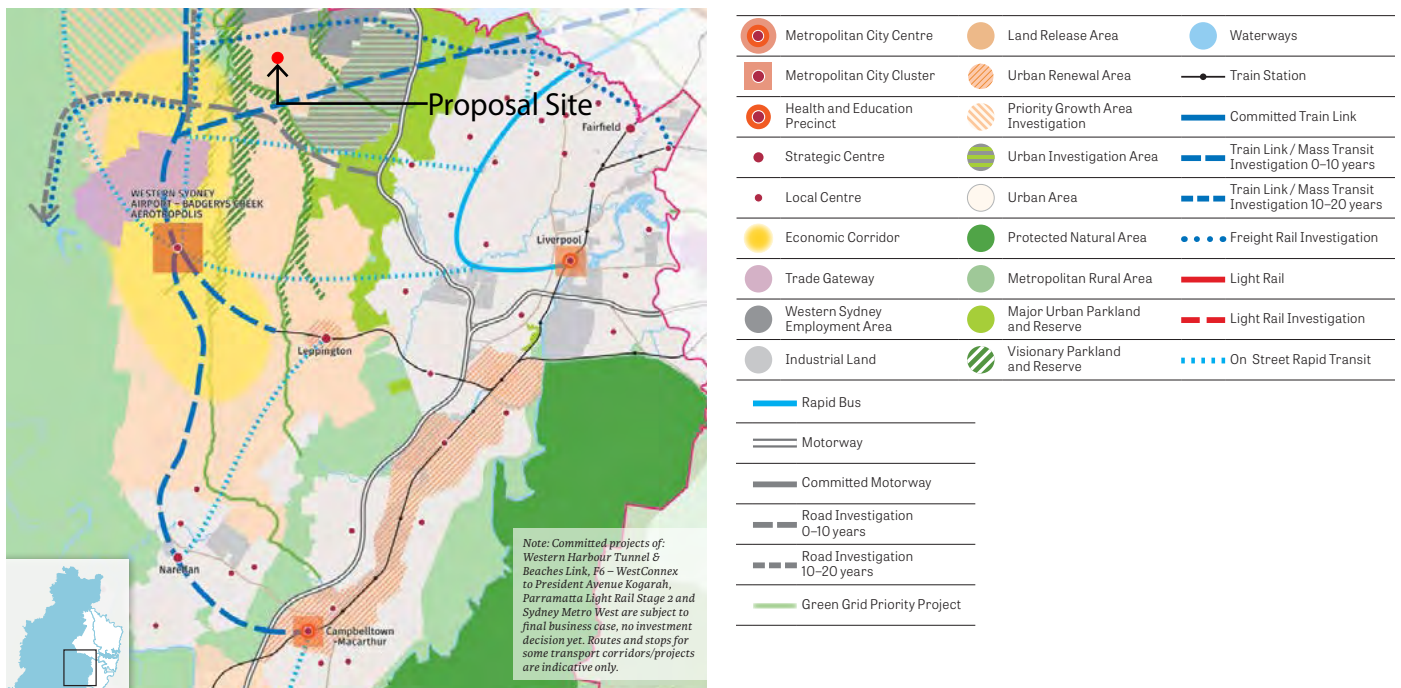 Proposal Site
Fairfield
WESTERN SYDNEY
AIRPORT – BADGERYS CREEK
AEROTROPOLIS
Liverpool
Leppington
Narellan
Campbelltown
-Macarthur
Note: Committed projects of:
Western Harbour Tunnel &
Beaches Link, F6 – WestConnex
to President Avenue Kogarah,
Parramatta Light Rail Stage 2 and
Sydney Metro West are subject to
final business case, no investment
decision yet. Routes and stops for
some transport corridors/projects
are indicative only.
Metropolitan City Centre
Metropolitan City Cluster
Health and Education
Precinct
Strategic Centre
Local Centre
Economic Corridor
Trade Gateway
Western Sydney
Employment Area
Industrial Land
Land Release Area
Urban Renewal Area
Priority Growth Area
Investigation
Urban Investigation Area
Urban Area
Protected Natural Area
Metropolitan Rural Area
Major Urban Parkland
and Reserve
Visionary Parkland
and Reserve
Waterways
Train Station
Committed Train Link
Train Link / Mass Transit
Investigation 0–10 years
Train Link / Mass Transit
Investigation 10–20 years
Freight Rail Investigation
Light Rail
Light Rail Investigation
On Street Rapid Transit
Rapid Bus
Motorway
Committed Motorway
Road Investigation
0–10 years
Road Investigation
10–20 years
Green Grid Priority Project